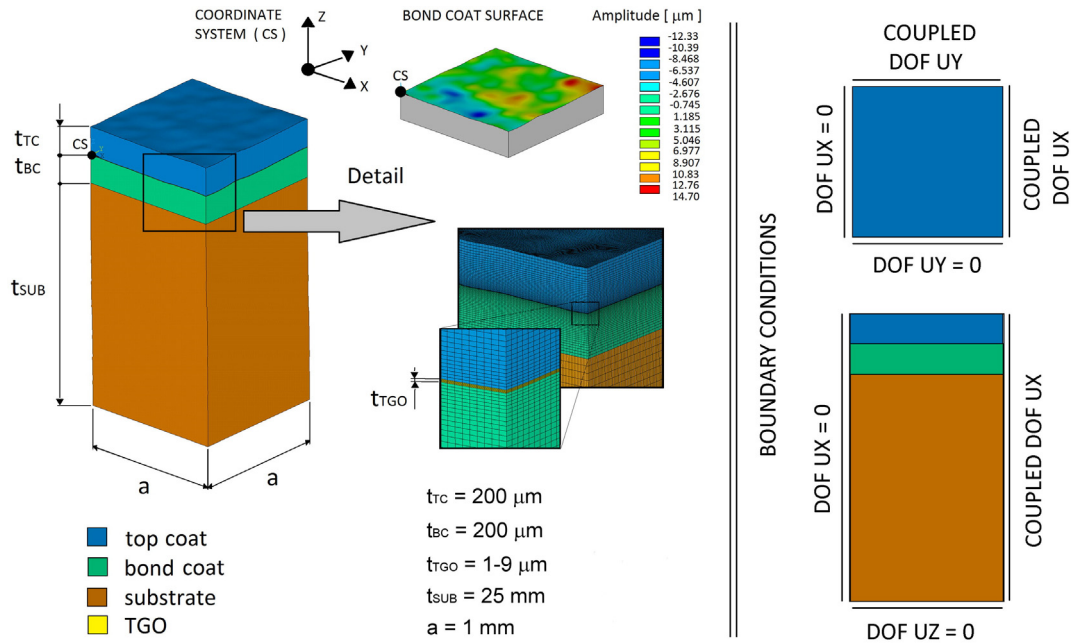 COORDINATE
SYSTEM ( CS )
Z
Y
X
BOND COAT SURFACE
CS
Amplitude [ μm ]
-12.33
-10.39
-8.468
-6.537
-4.607
-2.676
-0.745
1.185
3.115
5.046
6.977
8.907
10.83
12.76
14.70
tTC
tBC
CS
tSUB
a
a
Detail
tTGO
top coat
bond coat
substrate
TGO
tTC = 200 μm
tBC = 200 μm
tTGO = 1-9 μm
tSUB = 25 mm
a = 1 mm
BOUNDARY CONDITIONS
COUPLED
DOF UY
DOF UX = 0
COUPLED
DOF UX
DOF UY = 0
DOF UX = 0
COUPLED DOF UX
DOF UZ = 0